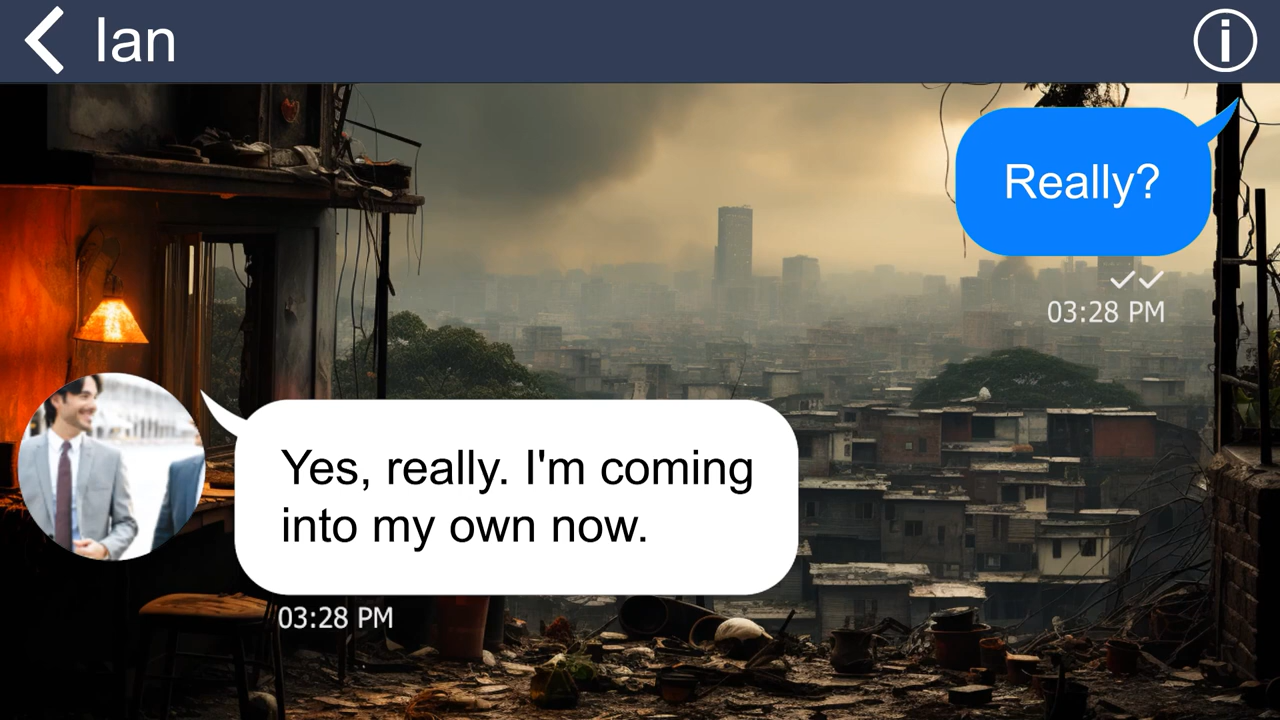 Ian
Really?
03:28 PM
Yes, really. I'm coming
into my own now.
03:28 PM